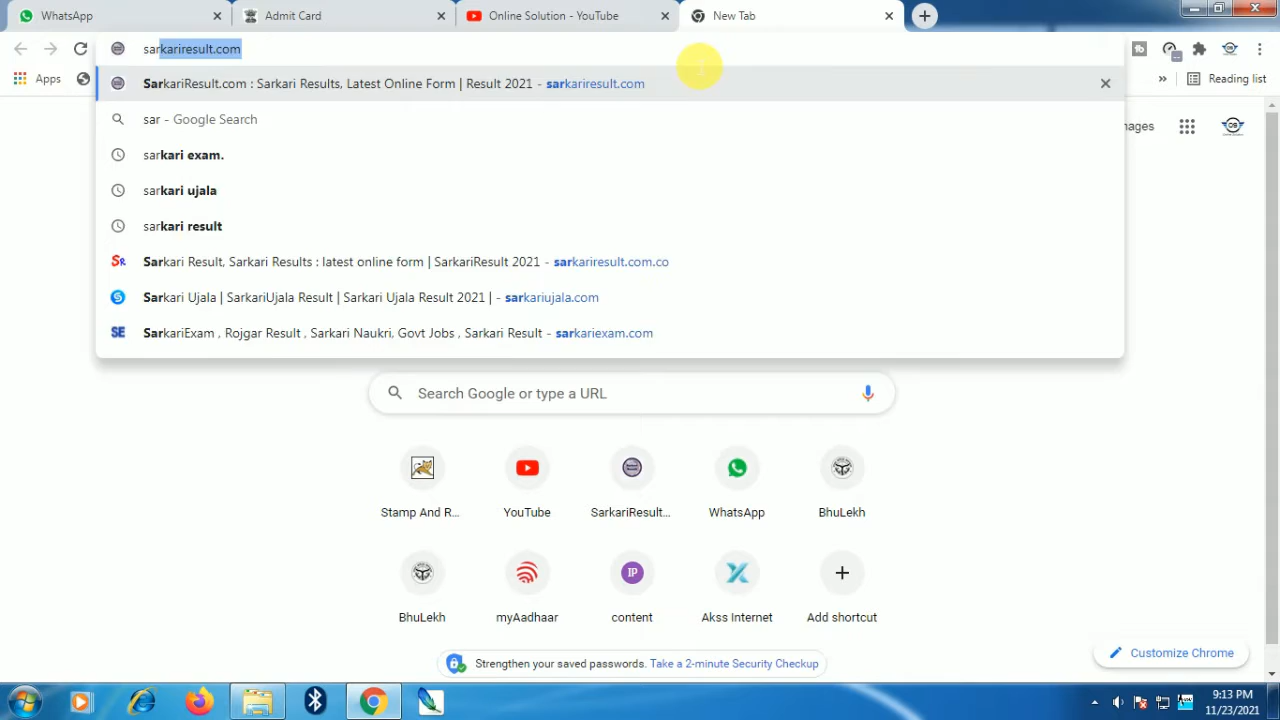 WhatsApp
Admit Card
Online Solution - YouTube
New Tab
sarkariresult.com
Apps
Reading list
SarkariResult.com : Sarkari Results, Latest Online Form | Result 2021 - sarkariresult.com
sar - Google Search
mages
sarkari exam.
sarkari ujala
sarkari result
Sarkari Result, Sarkari Results : latest online form | SarkariResult 2021 - sarkariresult.com.co
Sarkari Ujala | SarkariUjala Result | Sarkari Ujala Result 2021 | - sarkariujala.com
SarkariExam , Rojgar Result , Sarkari Naukri, Govt Jobs , Sarkari Result - sarkariexam.com
Search Google or type a URL
Stamp And R...
YouTube
SarkariResult...
WhatsApp
BhuLekh
IP
BhuLekh
myAadhaar
content
Akss Internet
Add shortcut
Strengthen your saved passwords. Take a 2-minute Security Checkup
Customize Chrome
9:13 PM
11/23/2021